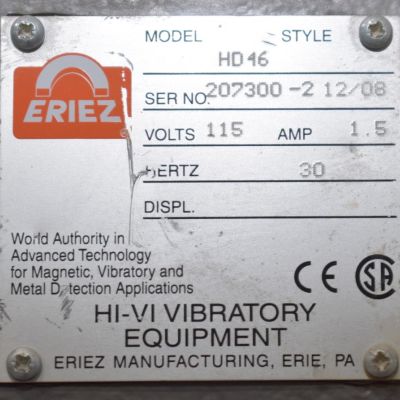 MODEL STYLE
HD46
SER NO. 207300-2 12/08
VOLTS 115 AMP 1.5
HERTZ 30
DISPL.
ERIEZ
World Authority in
Advanced Technology
for Magnetic, Vibratory and
Metal Detection Applications
CE SA
HI-VI VIBRATORY
EQUIPMENT
ERIEZ MANUFACTURING, ERIE, PA